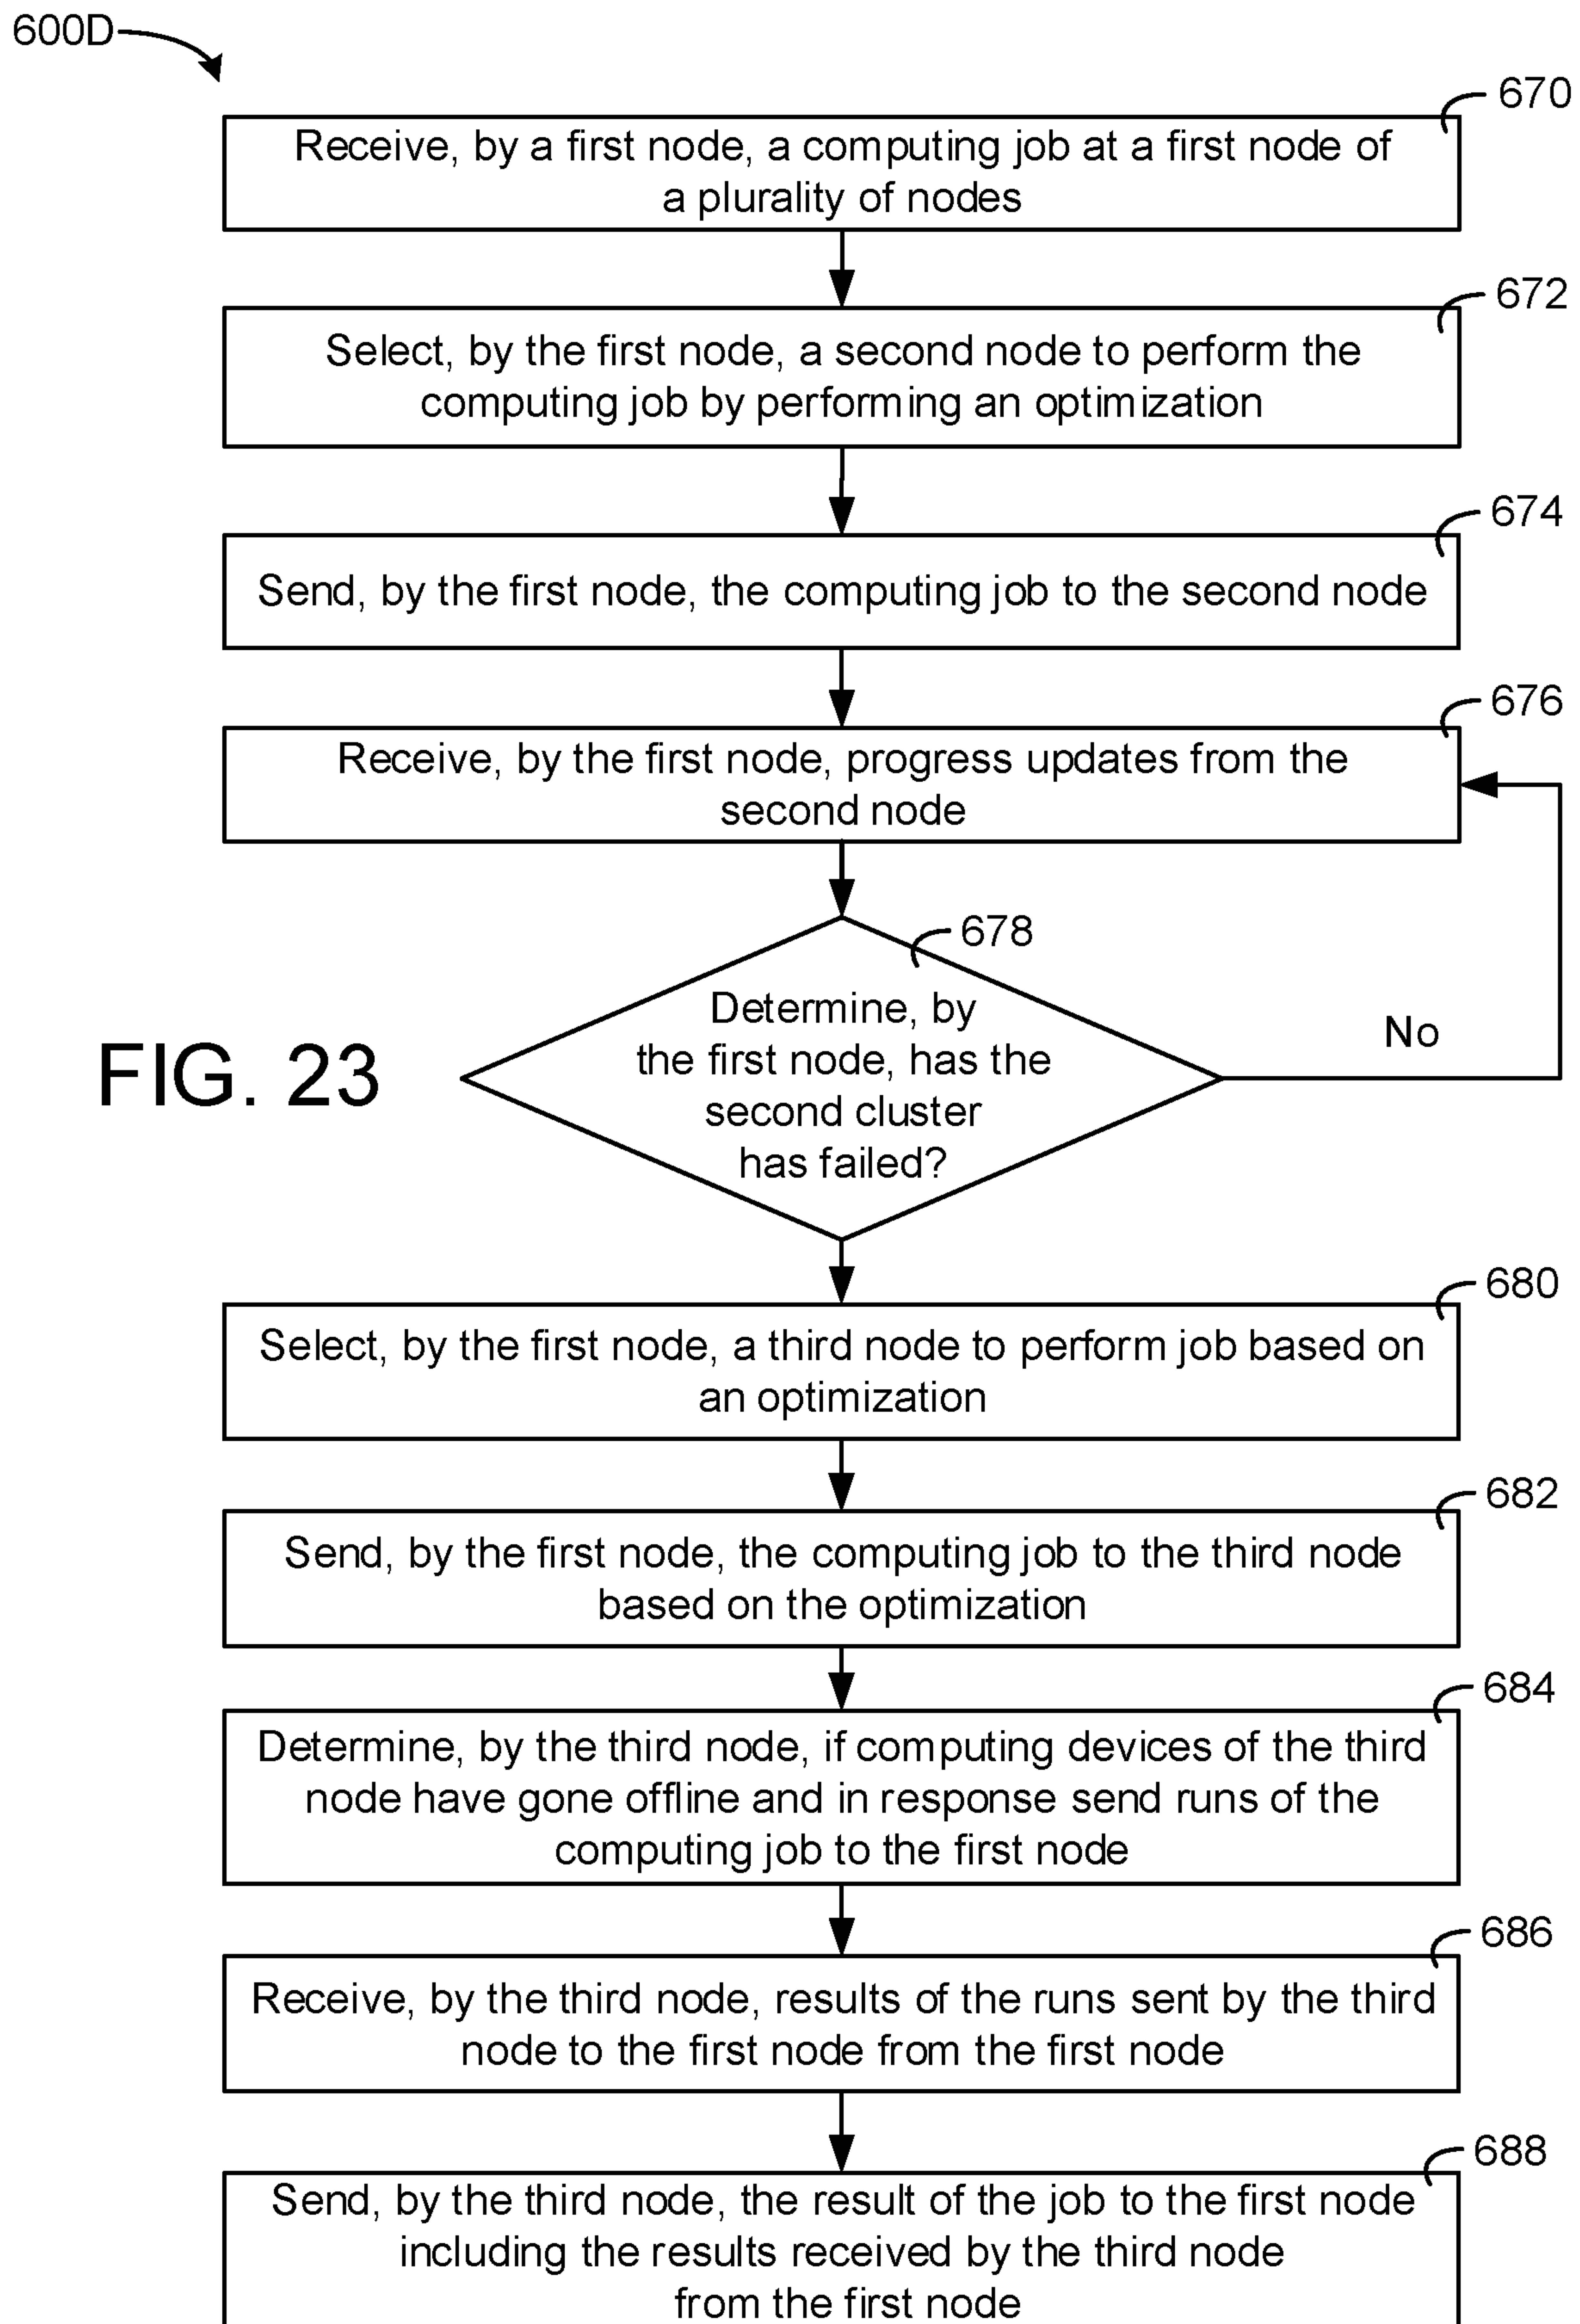 600D
670
Receive, by a first node, a computing job at a first node of
a plurality of nodes
672
Select, by the first node, a second node to perform the
computing job by performing an optimization
674
Send, by the first node, the computing job to the second node
676
Receive, by the first node, progress updates from the
second node
678
Determine, by
the first node, has the
second cluster
has failed?
No
FIG. 23
680
Select, by the first node, a third node to perform job based on
an optimization
682
Send, by the first node, the computing job to the third node
based on the optimization
684
Determine, by the third node, if computing devices of the third
node have gone offline and in response send runs of the
computing job to the first node
686
Receive, by the third node, results of the runs sent by the third
node to the first node from the first node
688
Send, by the third node, the result of the job to the first node
including the results received by the third node
from the first node